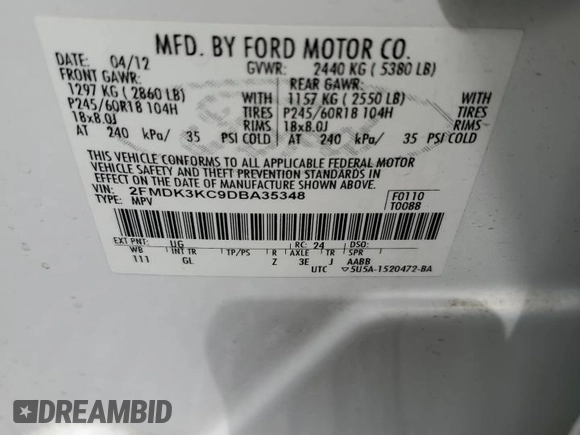 MFD. BY FORD MOTOR CO.
DATE: 04/12 GVWR: 2440 KG ( 5380 LB)
FRONT GAWR: REAR GAWR:
1297 KG ( 2860 LB) WITH 1157 KG ( 2550 LB) WITH
P245/60R18 104H TIRES P245/60R18 104H TIRES
18x8.0J RIMS 18x8.0J RIMS
AT 240 kPa/ 35 PSI COLD AT 240 kPa/ 35 PSI COLD
THIS VEHICLE CONFORMS TO ALL APPLICABLE FEDERAL MOTOR
VEHICLE SAFETY AND THEFT PREVENTION STANDARDS IN
EFFECT ON THE DATE OF MANUFACTURE SHOWN ABOVE.
VIN: 2FMDK3KC9DBA35348 F0110
TYPE: MPV T0088
EXT PNT: UG RC: 24 DSO:
WB INT TR TP/PS R AXLE TR SPR
111 GL Z 3E J AABB
UTC ▽5U5A-1520472-BA
DREAMBID